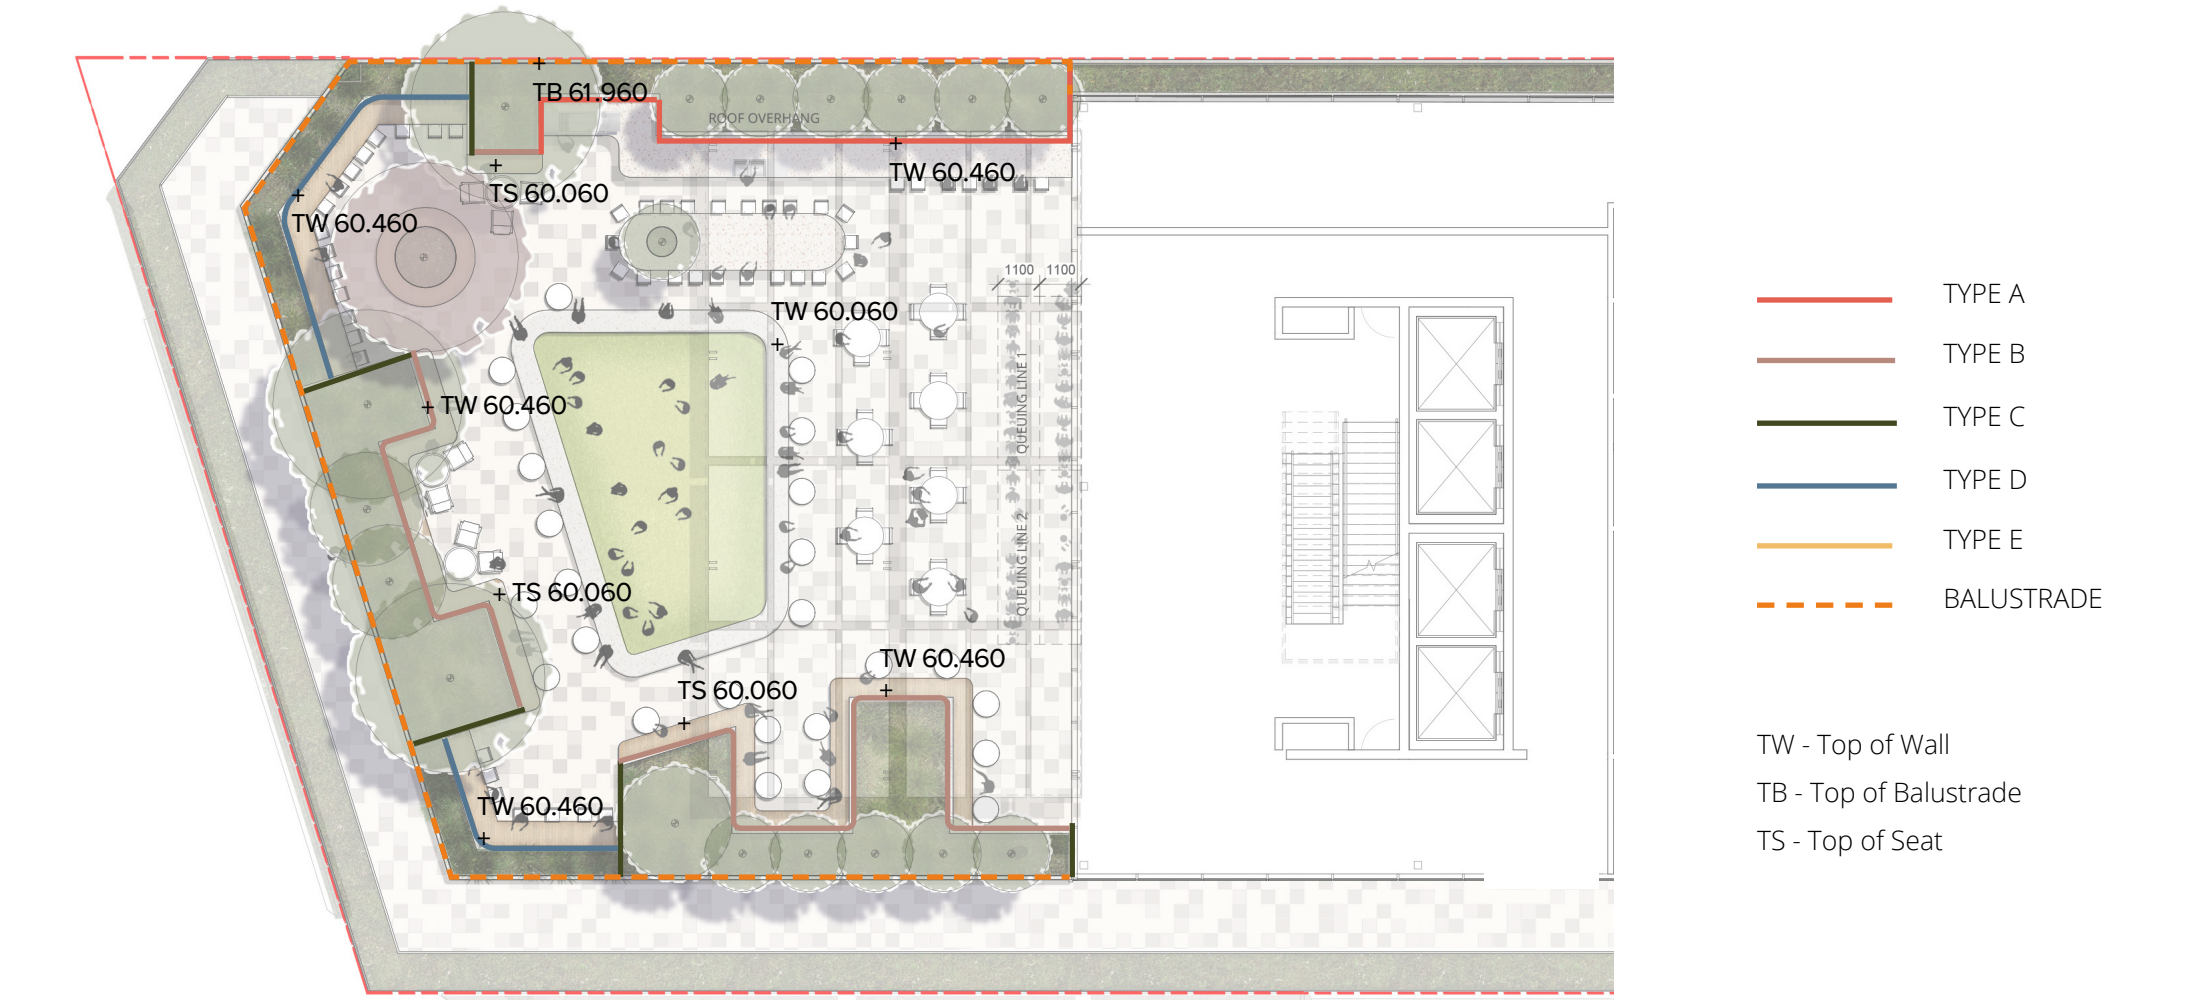 TB 61.960
ROOF OVERHANG
TW 60.460
TS 60.060
TW 60.460
1100 1100
TW 60.060
QUEUING LINE 1
TW 60.460
QUEUING LINE 2
TS 60.060
TW 60.460
TS 60.060
TW 60.460
TYPE A
TYPE B
TYPE C
TYPE D
TYPE E
BALUSTRADE
TW - Top of Wall
TB - Top of Balustrade
TS - Top of Seat